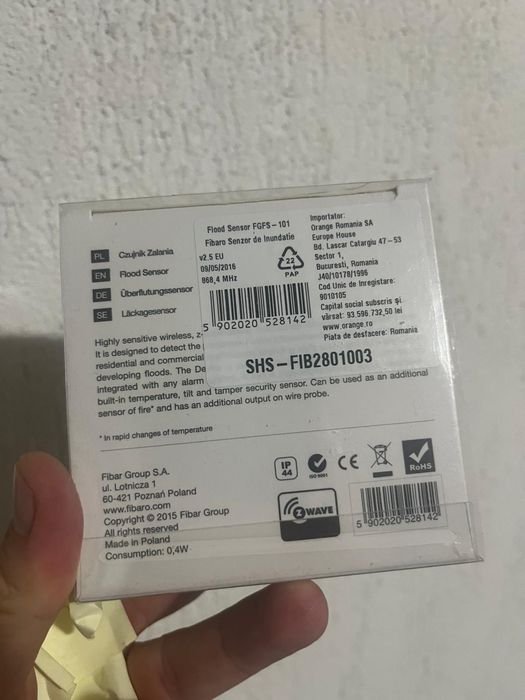 PL Czujnik Zalania
EN Flood Sensor
DE Überflutungssensor
SE Läckagesensor
Flood Sensor FGFS-101
Fibaro Senzor de Inundatie
v2.5 EU
09/05/2016
868,4 MHz
22
PAP
5 902020 528142
Importator:
Orange Romania SA
Europe House
Bd. Lascar Catargiu 47-53
Sector 1,
Bucuresti, Romania
J40/10178/1996
Cod Unic de Inregistare:
9010105
Capital social subscris şi
vărsat: 93.596.732,50 lei
www.orange.ro
Piata de desfacere: Romania
SHS-FIB2801003
Highly sensitive wireless, z-
It is designed to detect the
residential and commercial
developing floods. The De
integrated with any alarm
built-in temperature, tilt and tamper security sensor. Can be used as an additional
sensor of fire* and has an additional output on wire probe.
* In rapid changes of temperature
Fibar Group S.A.
ul. Lotnicza 1
60-421 Poznań Poland
www.fibaro.com
Copyright © 2015 Fibar Group
All rights reserved
Made in Poland
Consumption: 0,4W
IP
44
ISO 9001
CE
RoHS
Z WAVE
5 902020 528142